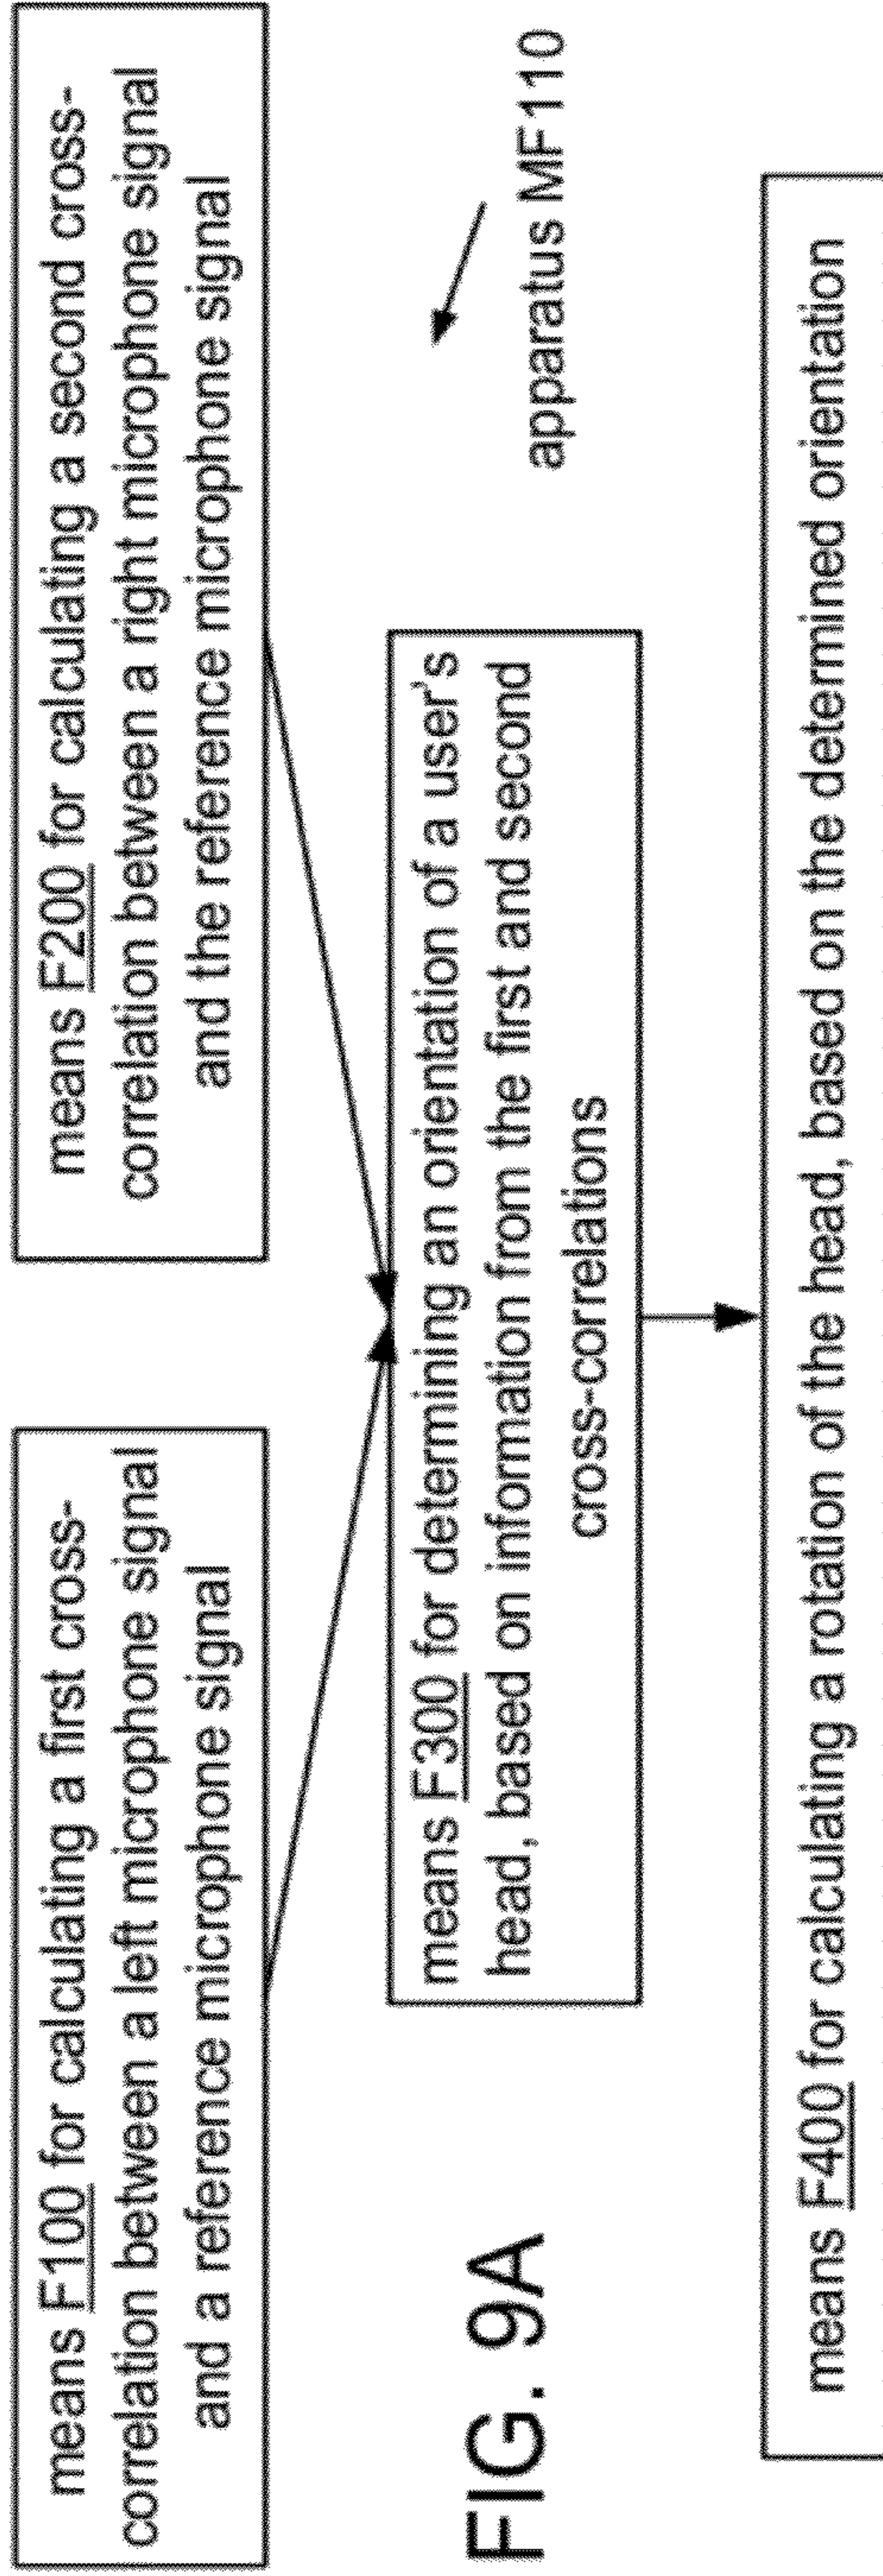 means F100 for calculating a first cross-
correlation between a left microphone signal
and a reference microphone signal
means F200 for calculating a second cross-
correlation between a right microphone signal
and the reference microphone signal
means F300 for determining an orientation of a user's
head, based on information from the first and second
cross-correlations
apparatus MF110
FIG. 9A
means F400 for calculating a rotation of the head, based on the determined orientation